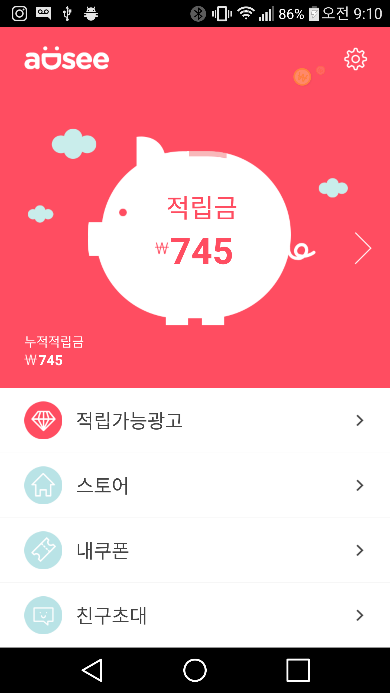 86% 오전 9:10
adsee
적립금
₩745
누적적립금
₩745
적립가능광고
스토어
내쿠폰
친구초대